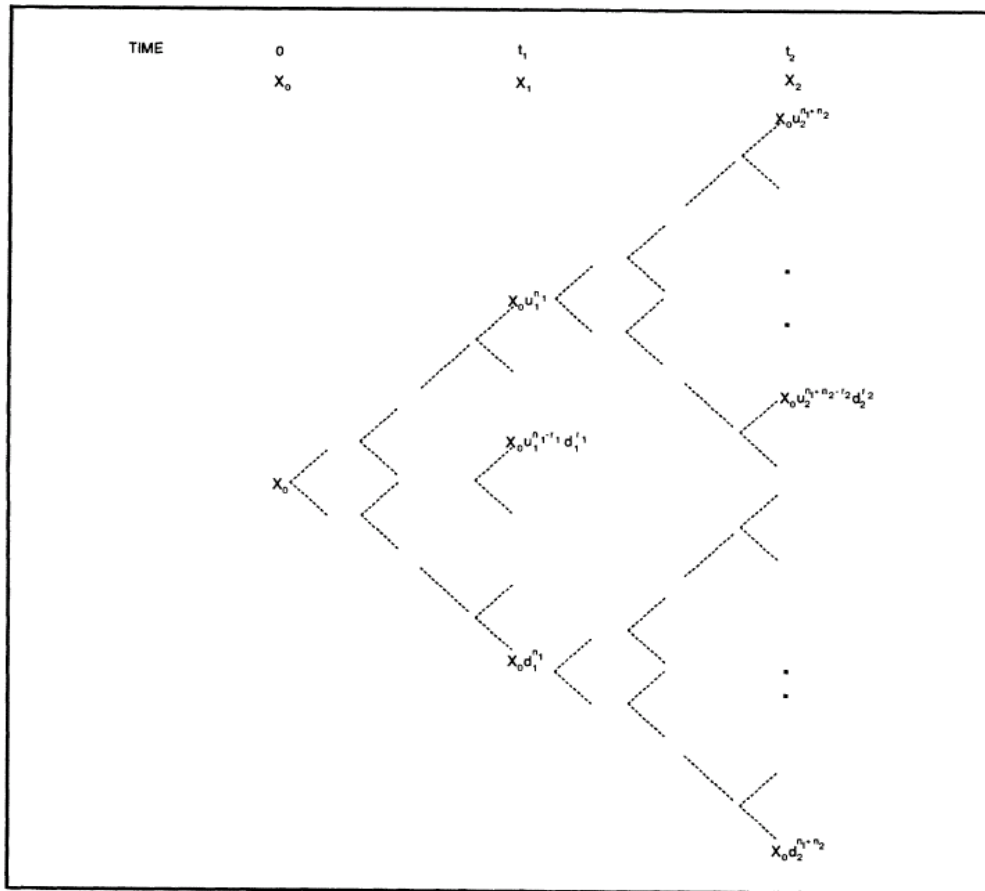 TIME 0 t₁ t₂
X₀ X₁ X₂
X₀u₂^{n₁+n₂}
X₀u₁^{n₁}
X₀u₂^{n₁+n₂-r₂}d₂^{r₂}
X₀u₁^{n₁-r₁}d₁^{r₁}
X₀
X₀d₁^{n₁}
X₀d₂^{n₁+n₂}